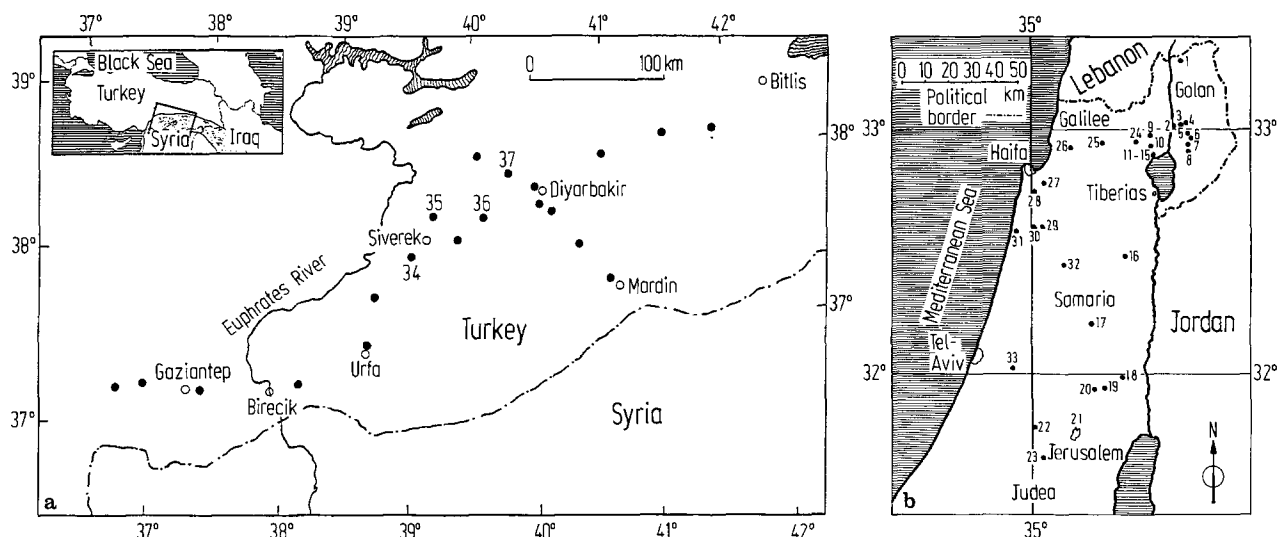 37° 38° 39° 40° 41° 42°
39°
Black Sea
Turkey
Syria
Iraq
0 100 km
Bitlis
38°
37
Diyarbakir
35 36
Siverek
34
38°
Mardin
37°
Euphrates River
Turkey
Urfa
Gaziantep
Birecik
37°
Syria
a
37° 38° 39° 40° 41° 42°
35°
0 10 20 30 40 50
km
Political
border
Lebanon
1
Golan
Galilee
33°
33°
2 3 4
5 6 7
8
24 9 - 10
11-15
25
26
Haifa
27
28
Tiberias
29
30
31
Mediterranean Sea
16
32
Samaria
17
Jordan
Tel-
Aviv
33
32°
32°
18
20 19
21
22
Jerusalem
23
N
Judea
b
35°